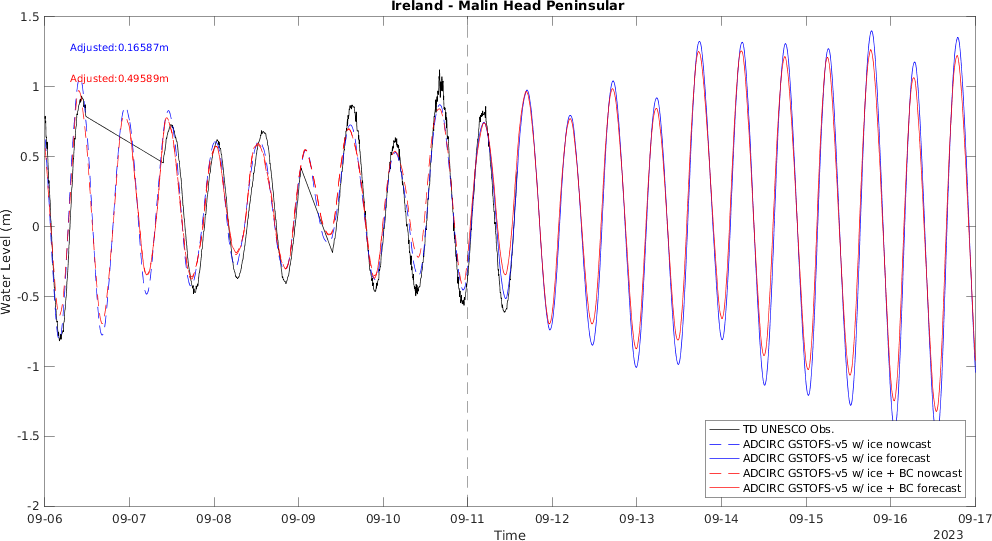 Ireland - Malin Head Peninsular
1.5
1
0.5
0
-0.5
-1
-1.5
-2
Water Level (m)
Adjusted:0.16587m
Adjusted:0.49589m
TD UNESCO Obs.
ADCIRC GSTOFS-v5 w/ ice nowcast
ADCIRC GSTOFS-v5 w/ ice forecast
ADCIRC GSTOFS-v5 w/ ice + BC nowcast
ADCIRC GSTOFS-v5 w/ ice + BC forecast
09-06 09-07 09-08 09-09 09-10 09-11 09-12 09-13 09-14 09-15 09-16 09-17
Time
2023